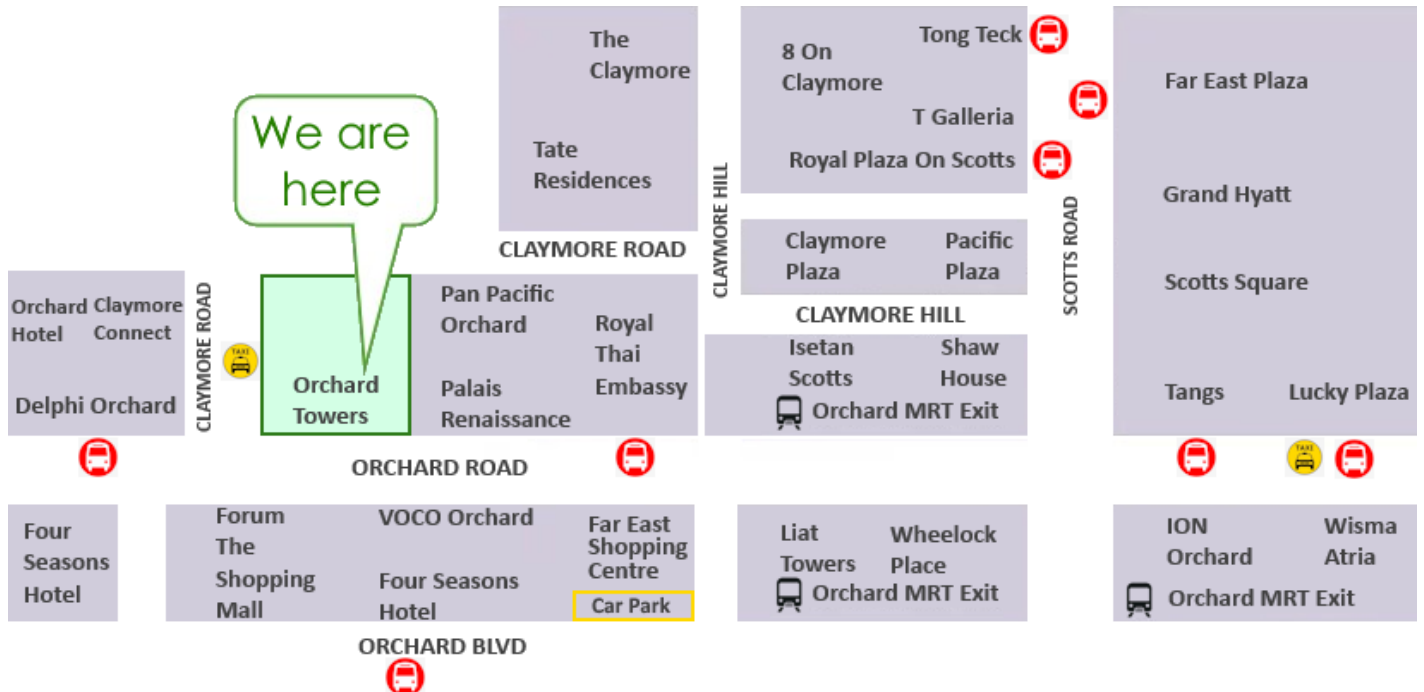 The
Claymore
Tate
Residences
CLAYMORE ROAD
8 On
Claymore
Tong Teck
T Galleria
Royal Plaza On Scotts
CLAYMORE HILL
Claymore
Plaza
Pacific
Plaza
CLAYMORE HILL
SCOTTS ROAD
Far East Plaza
Grand Hyatt
Scotts Square
Tangs
Lucky Plaza
TAXI
We are
here
Orchard
Hotel
Claymore
Connect
Delphi Orchard
CLAYMORE ROAD
TAXI
Orchard
Towers
Pan Pacific
Orchard
Palais
Renaissance
Royal
Thai
Embassy
Isetan
Scotts
Shaw
House
Orchard MRT Exit
ORCHARD ROAD
Four
Seasons
Hotel
Forum
The
Shopping
Mall
VOCO Orchard
Four Seasons
Hotel
Far East
Shopping
Centre
Car Park
Liat
Towers
Wheelock
Place
Orchard MRT Exit
ION
Orchard
Wisma
Atria
Orchard MRT Exit
ORCHARD BLVD